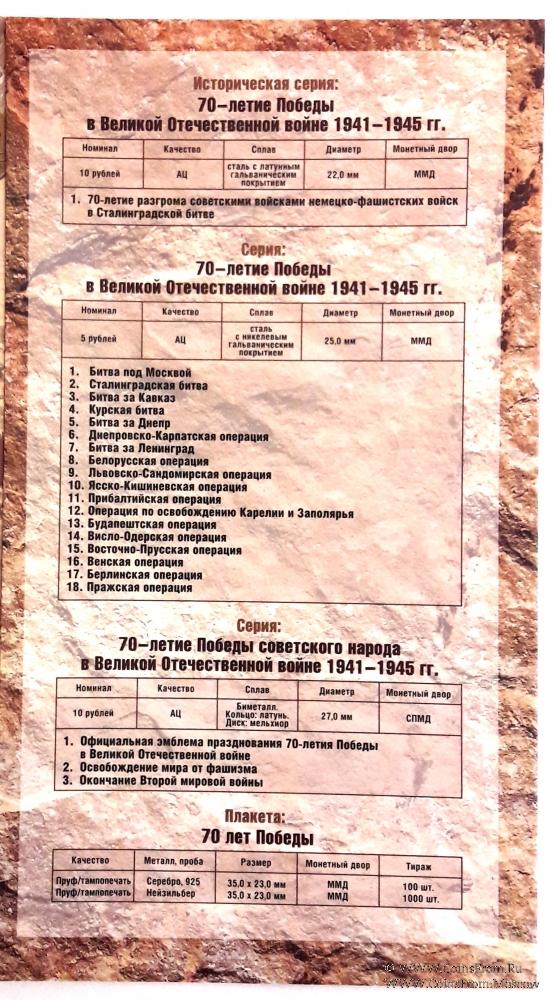 Историческая серия:
70–летие Победы
в Великой Отечественной войне 1941–1945 гг.
Номинал Качество Сплав Диаметр Монетный двор
10 рублей АЦ сталь с латунным гальваническим покрытием 22,0 мм ММД
1. 70-летие разгрома советскими войсками немецко-фашистских войск
в Сталинградской битве
Серия:
70–летие Победы
в Великой Отечественной войне 1941–1945 гг.
Номинал Качество Сплав Диаметр Монетный двор
5 рублей АЦ сталь с никелевым гальваническим покрытием 25,0 мм ММД
1. Битва под Москвой
2. Сталинградская битва
3. Битва за Кавказ
4. Курская битва
5. Битва за Днепр
6. Днепровско-Карпатская операция
7. Битва за Ленинград
8. Белорусская операция
9. Львовско-Сандомирская операция
10. Ясско-Кишиневская операция
11. Прибалтийская операция
12. Операция по освобождению Карелии и Заполярья
13. Будапештская операция
14. Висло-Одерская операция
15. Восточно-Прусская операция
16. Венская операция
17. Берлинская операция
18. Пражская операция
Серия:
70–летие Победы советского народа
в Великой Отечественной войне 1941–1945 гг.
Номинал Качество Сплав Диаметр Монетный двор
10 рублей АЦ Биметалл. Кольцо: латунь. Диск: мельхиор 27,0 мм СПМД
1. Официальная эмблема празднования 70-летия Победы
в Великой Отечественной войне
2. Освобождение мира от фашизма
3. Окончание Второй мировой войны
Плакета:
70 лет Победы
Качество Металл, проба Размер Монетный двор Тираж
Пруф/тампопечать Серебро, 925 35,0 x 23,0 мм ММД 100 шт.
Пруф/тампопечать Нейзильбер 35,0 x 23,0 мм ММД 1000 шт.
© WWW.CoinsFrom.Ru
WWW.CoinsFrom.Moscow